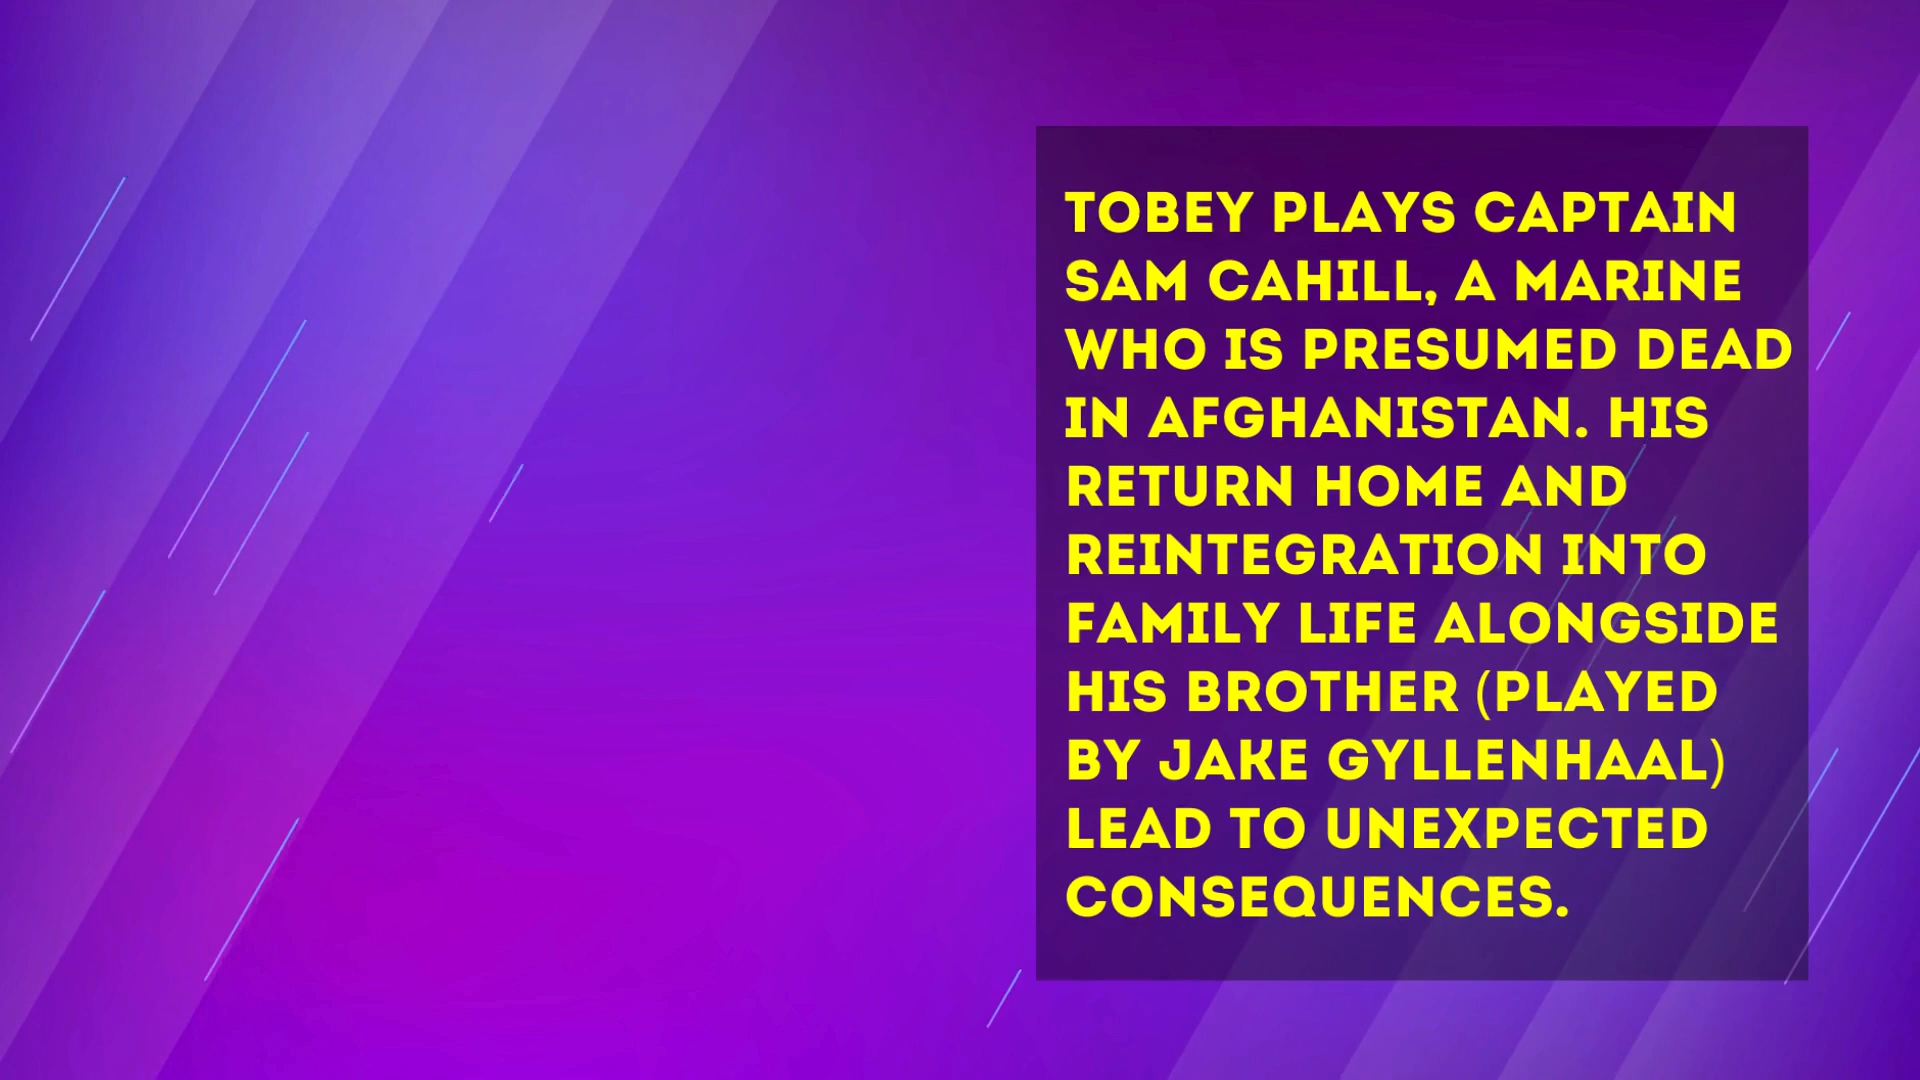 TOBEY PLAYS CAPTAIN
SAM CAHILL, A MARINE
WHO IS PRESUMED DEAD
IN AFGHANISTAN. HIS
RETURN HOME AND
REINTEGRATION INTO
FAMILY LIFE ALONGSIDE
HIS BROTHER (PLAYED
BY JAKE GYLLENHAAL)
LEAD TO UNEXPECTED
CONSEQUENCES.